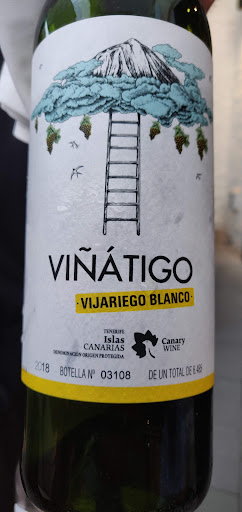 VIÑÁTIGO
·VIJARIEGO BLANCO·
TENERIFE
Islas
CANARIAS
DENOMINACIÓN ORIGEN PROTEGIDA
Canary
WINE
2018 BOTELLA Nº 03108 DE UN TOTAL DE